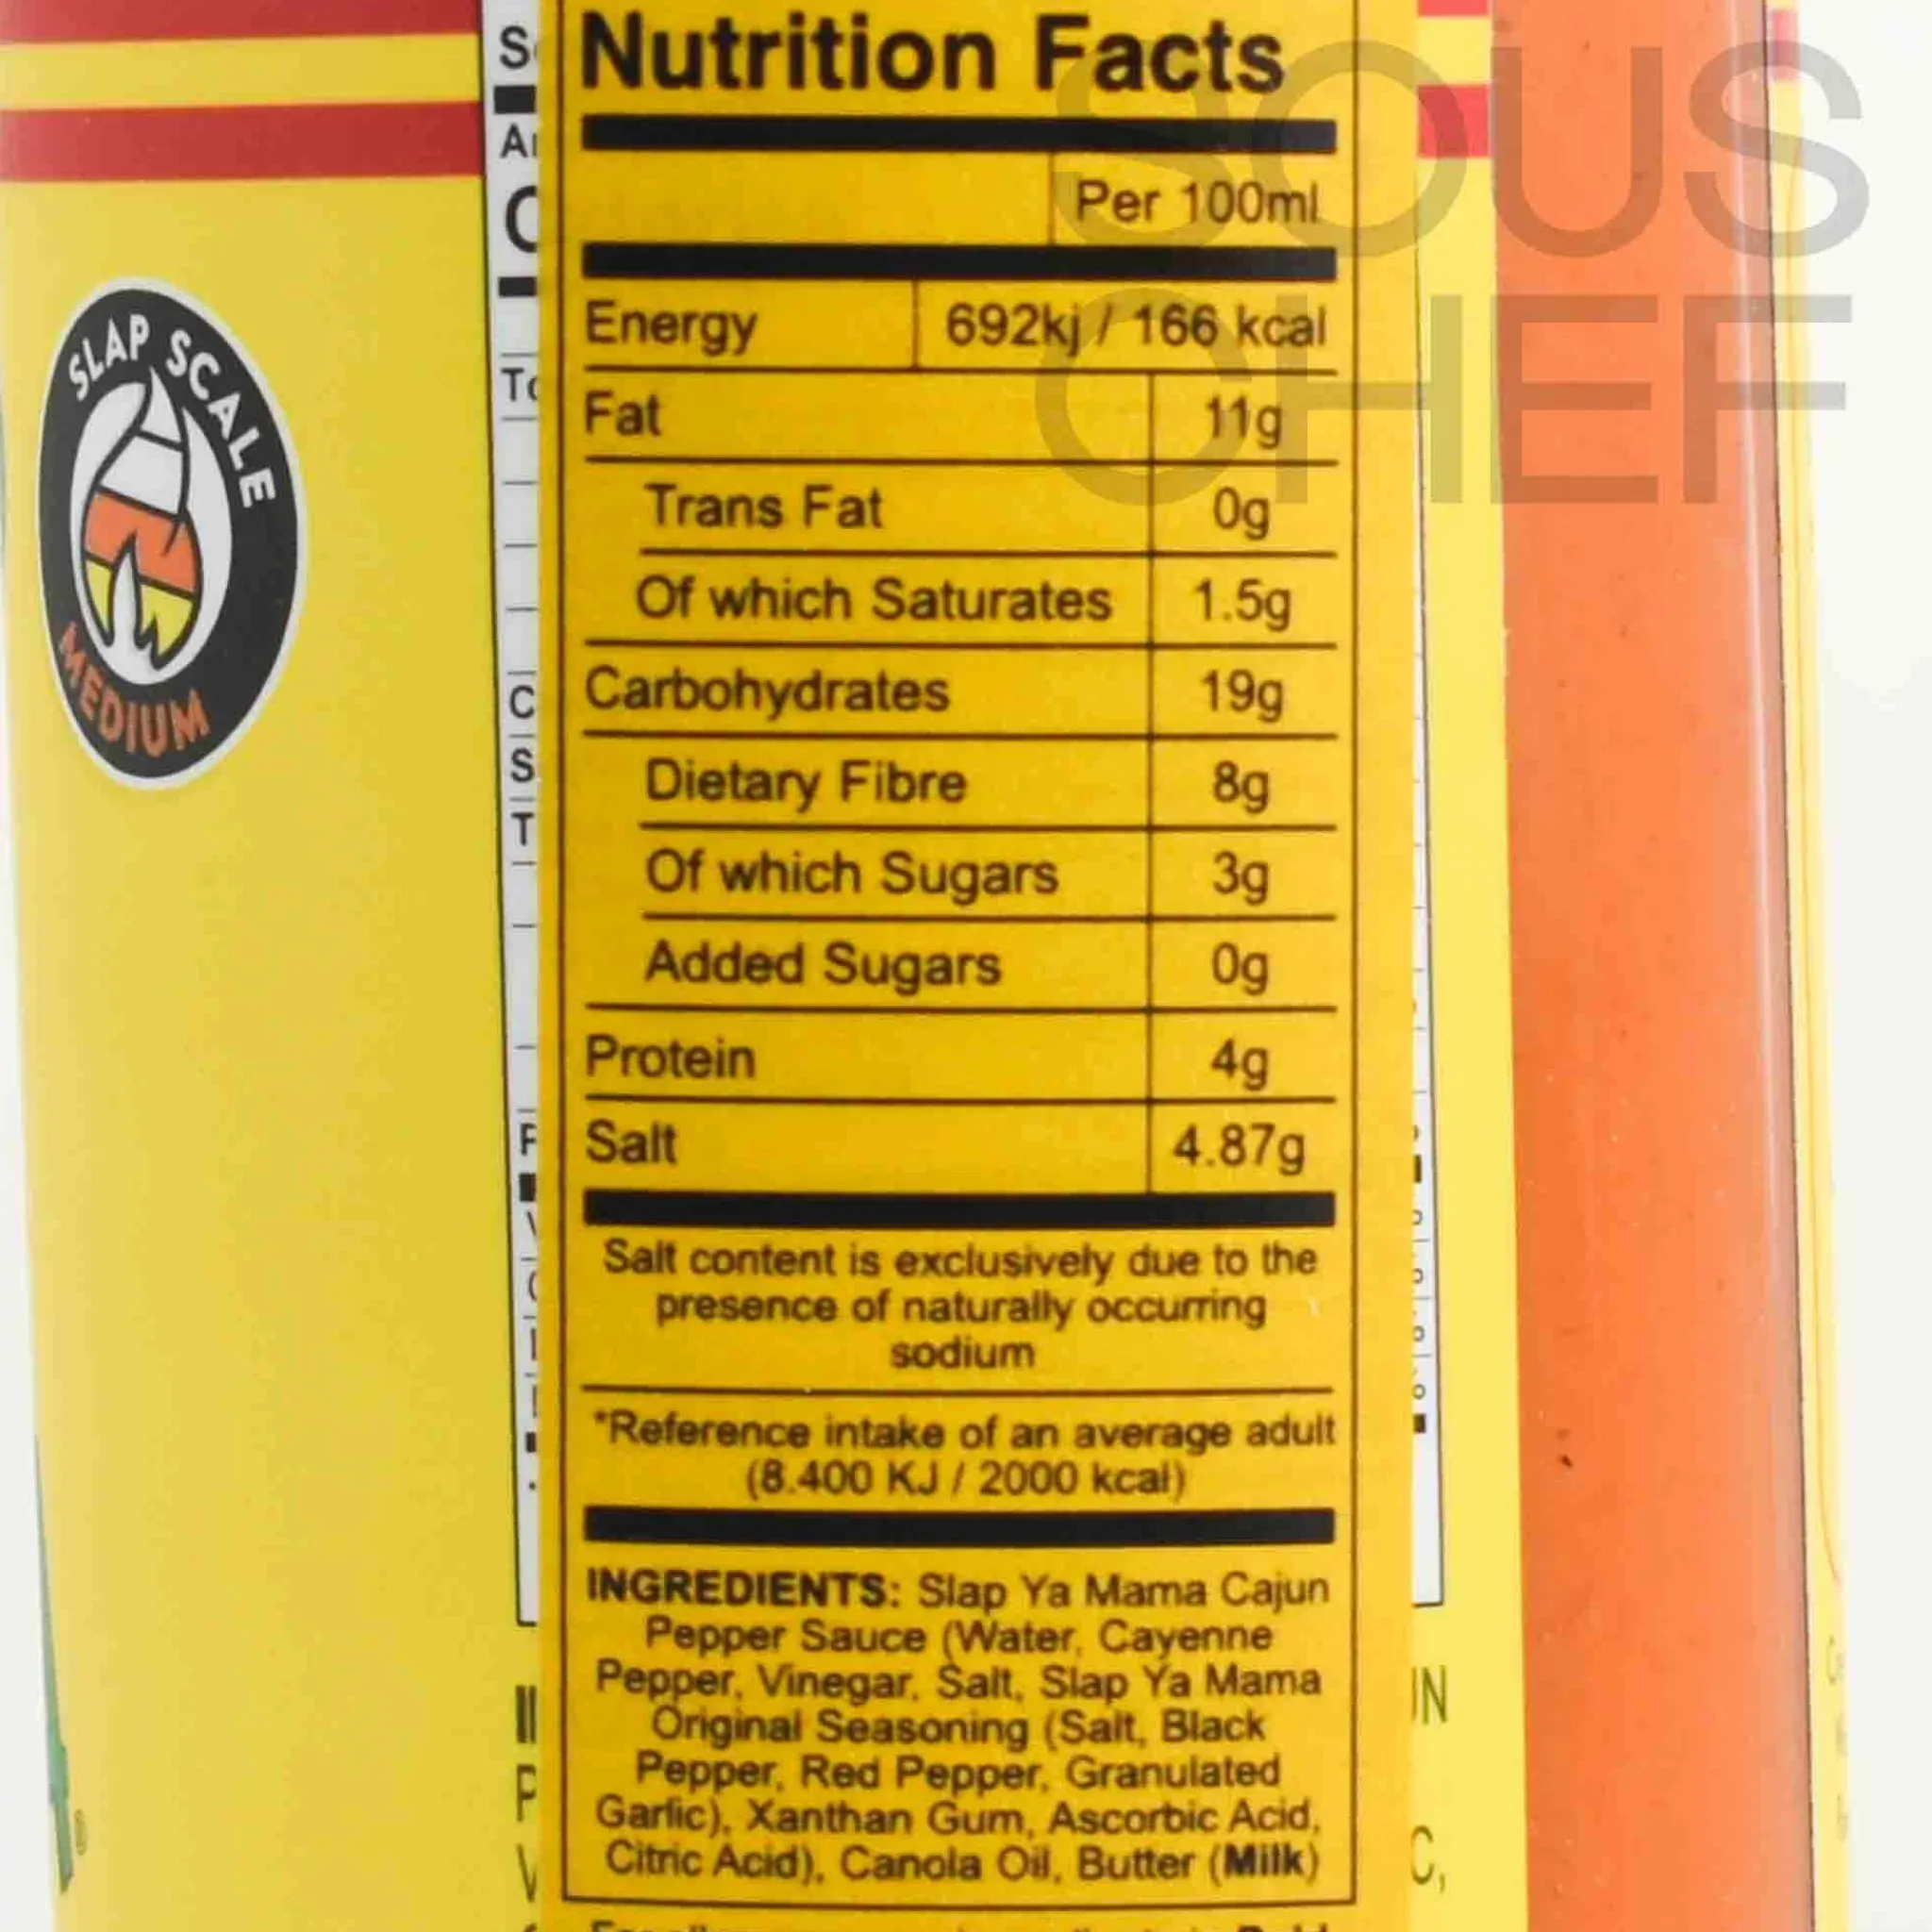 SOUS
CHEF
SLAP SCALE
MEDIUM
Nutrition Facts
Per 100ml
Energy 692kj / 166 kcal
Fat 11g
Trans Fat 0g
Of which Saturates 1.5g
Carbohydrates 19g
Dietary Fibre 8g
Of which Sugars 3g
Added Sugars 0g
Protein 4g
Salt 4.87g
Salt content is exclusively due to the
presence of naturally occurring
sodium
*Reference intake of an average adult
(8.400 KJ / 2000 kcal)
INGREDIENTS: Slap Ya Mama Cajun
Pepper Sauce (Water, Cayenne
Pepper, Vinegar, Salt, Slap Ya Mama
Original Seasoning (Salt, Black
Pepper, Red Pepper, Granulated
Garlic), Xanthan Gum, Ascorbic Acid,
Citric Acid), Canola Oil, Butter (Milk)